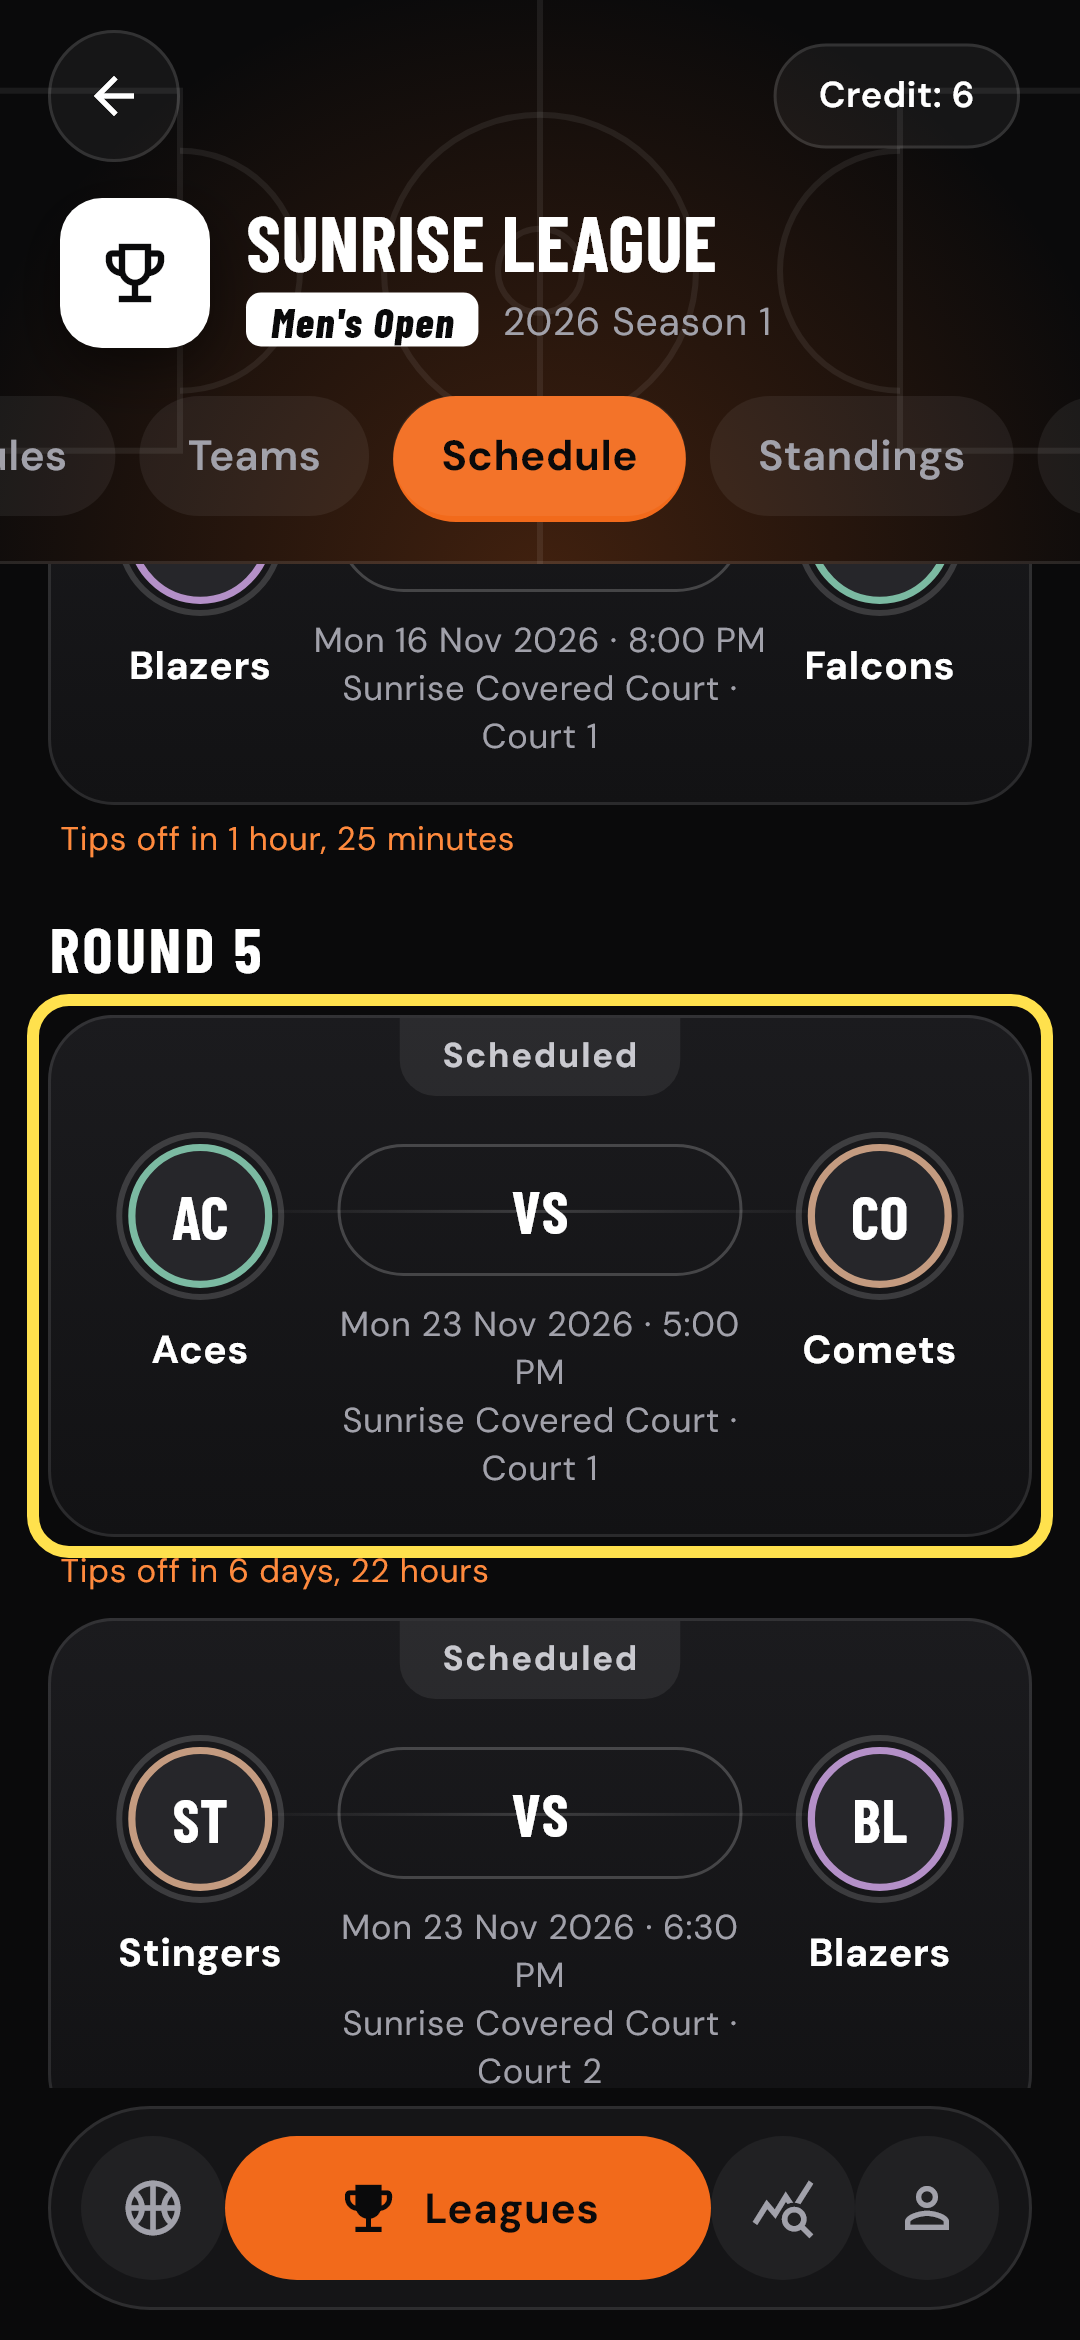 Credit: 6
SUNRISE LEAGUE
Men's Open 2026 Season 1
Teams Schedule Standings
Blazers
Mon 16 Nov 2026 · 8:00 PM
Sunrise Covered Court ·
Court 1
Falcons
Tips off in 1 hour, 25 minutes
ROUND 5
Scheduled
AC VS CO
Aces
Mon 23 Nov 2026 · 5:00
PM
Sunrise Covered Court ·
Court 1
Comets
Tips off in 6 days, 22 hours
Scheduled
ST VS BL
Stingers
Mon 23 Nov 2026 · 6:30
PM
Sunrise Covered Court ·
Court 2
Blazers
Leagues